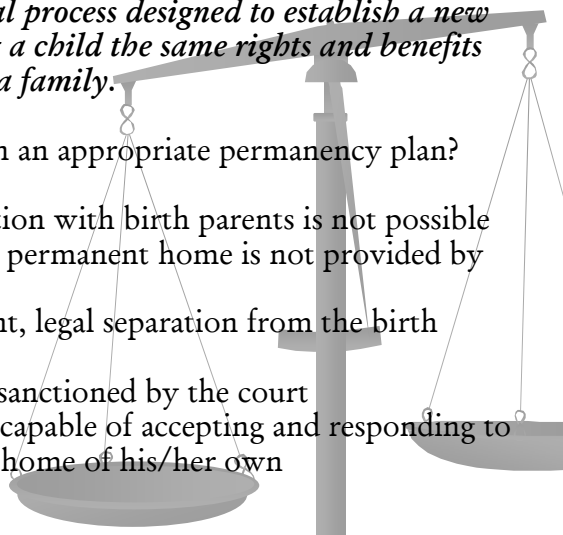 al process designed to establish a new
a child the same rights and benefits
a family.
an appropriate permanency plan?
tion with birth parents is not possible
permanent home is not provided by
nt, legal separation from the birth
sanctioned by the court
capable of accepting and responding to
home of his/her own